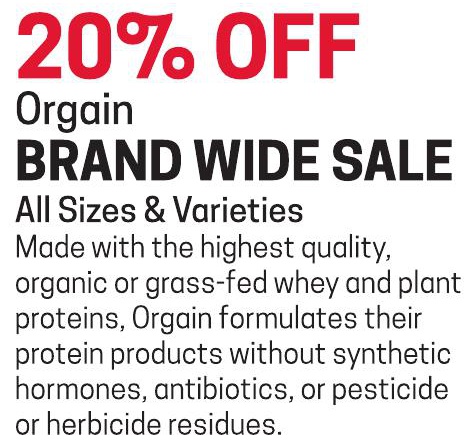 20% OFF
Orgain
BRAND WIDE SALE
All Sizes & Varieties
Made with the highest quality,
organic or grass-fed whey and plant
proteins, Orgain formulates their
protein products without synthetic
hormones, antibiotics, or pesticide
or herbicide residues.